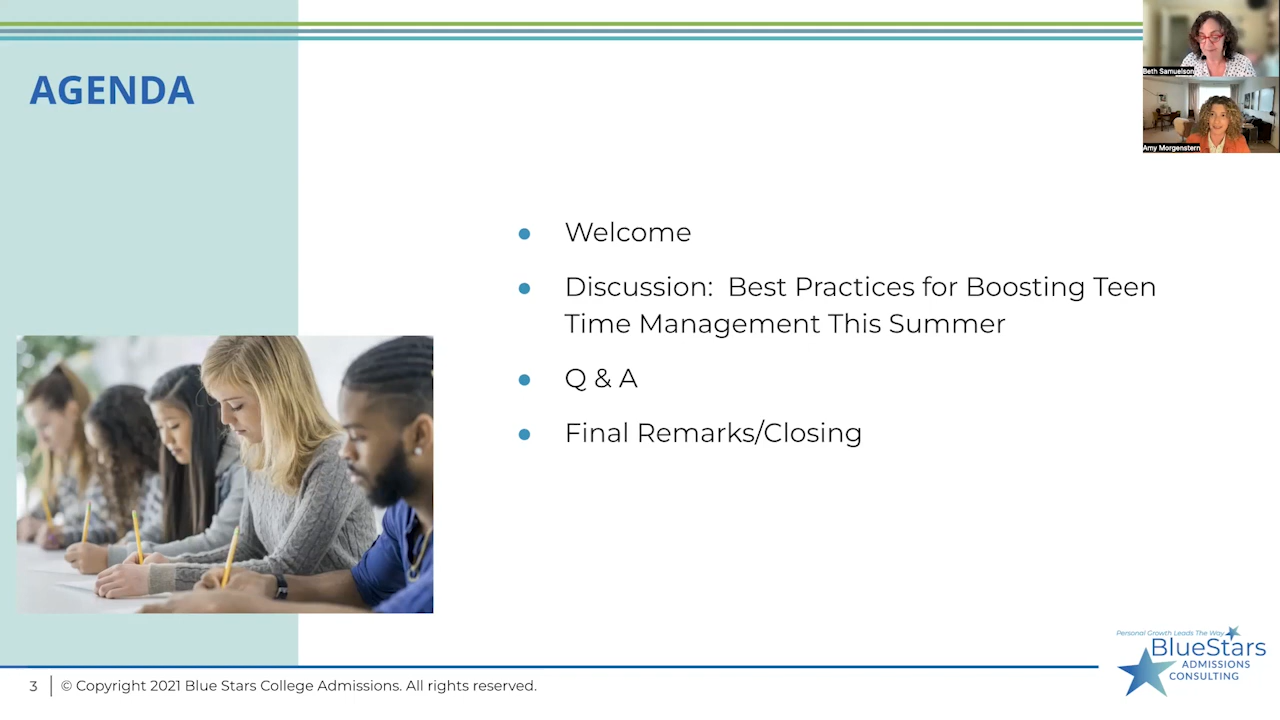 AGENDA
Beth Samuelson
Amy Morgenstern
● Welcome
● Discussion: Best Practices for Boosting Teen
Time Management This Summer
● Q & A
● Final Remarks/Closing
Personal Growth Leads The Way
BlueStars
ADMISSIONS
CONSULTING
3 © Copyright 2021 Blue Stars College Admissions. All rights reserved.